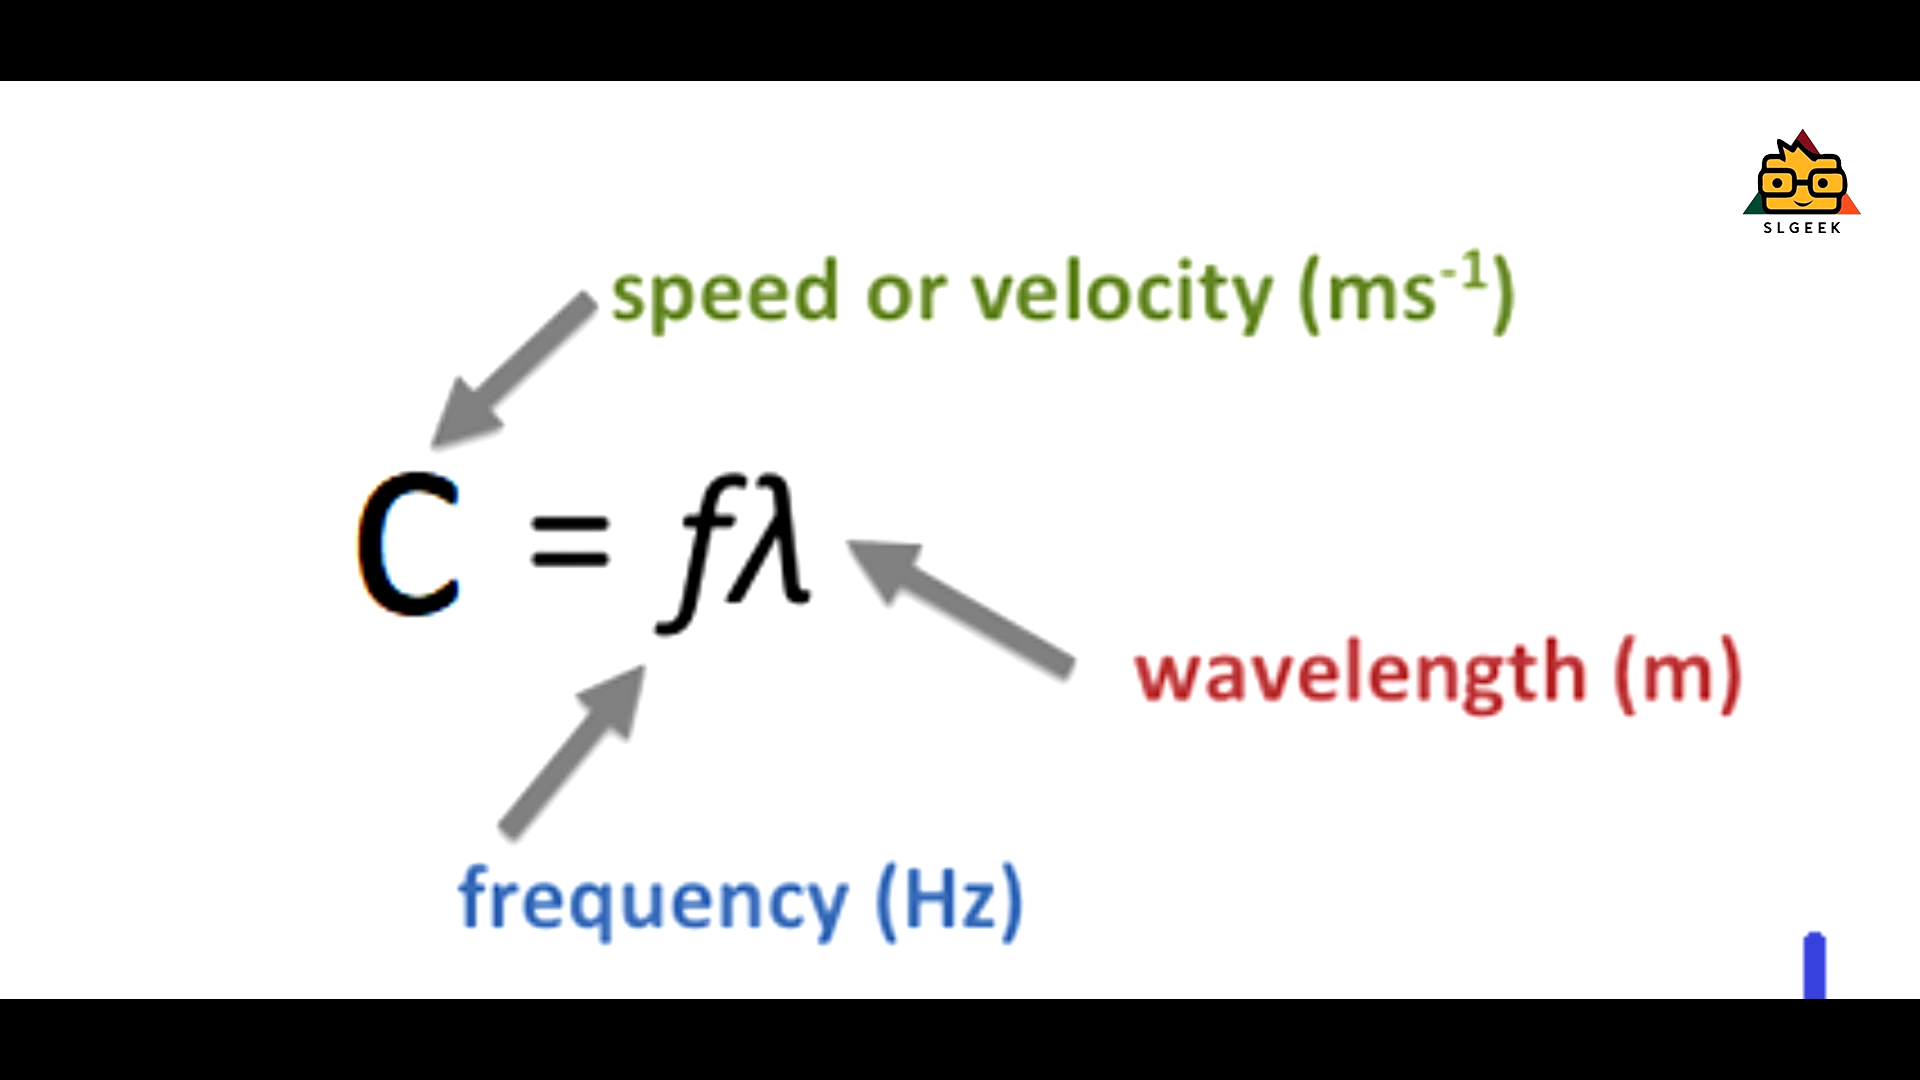 SLGEEK
speed or velocity (ms⁻¹)
C = fλ
wavelength (m)
frequency (Hz)